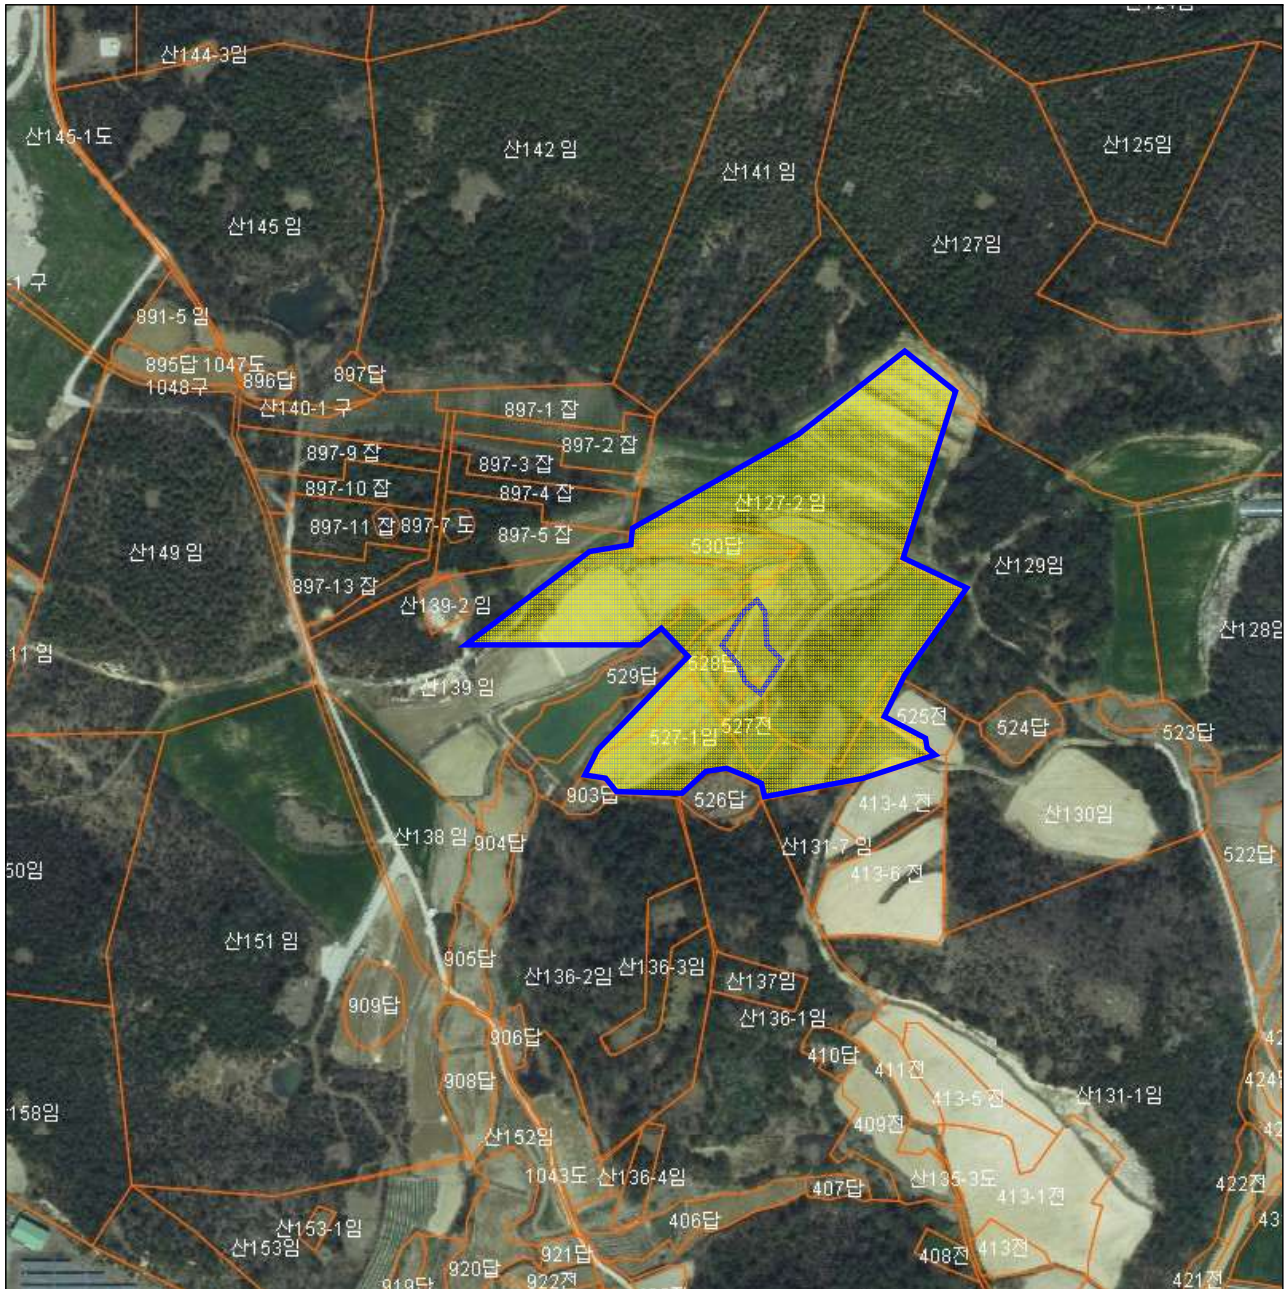 산144-3임
산145-1도
산142 임
산141 임
산125임
산145 임
산127임
-1 구
891-5 임
895답 1047도
1048구
896답
897답
산140-1 구
897-1 잡
897-2 잡
897-9 잡
897-3 잡
897-10 잡
897-4 잡
산127-2 임
897-11 잡
897-7 도
897-5 잡
530답
산149 임
897-13 잡
산129임
산139-2 임
산128임
11 임
529답
528답
산139 임
527-1임
527전
525전
524답
523답
903답
526답
413-4 전
산130임
산138 임
904답
산131-7 임
522답
50임
413-6 전
산151 임
905답
산136-2임
산136-3임
산137임
909답
산136-1임
906답
410답
411전
908답
413-5 전
산131-1임
158임
409전
산152임
1043도
산136-4임
407답
산135-3도
413-1전
422전
산153-1임
산153임
406답
408전
413전
920답
921답
922전
919답
421전